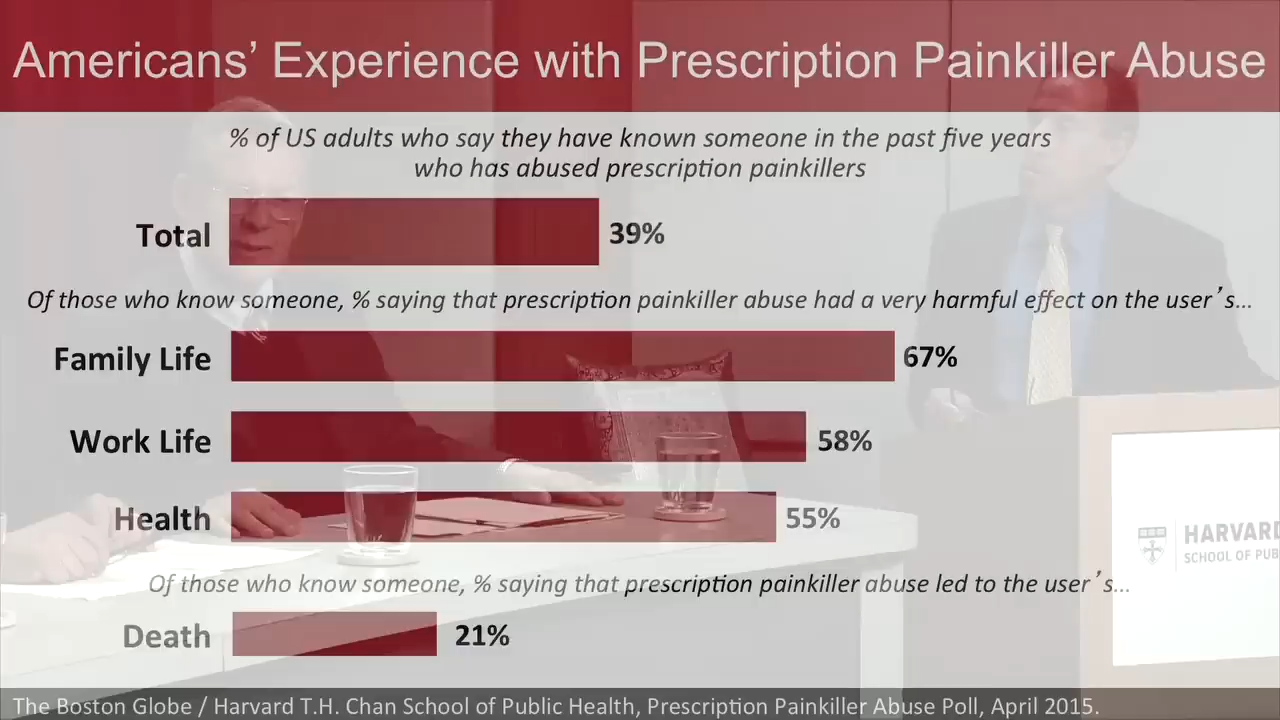 Americans’ Experience with Prescription Painkiller Abuse
% of US adults who say they have known someone in the past five years
who has abused prescription painkillers
Total 39%
Of those who know someone, % saying that prescription painkiller abuse had a very harmful effect on the user’s…
Family Life 67%
Work Life 58%
Health 55%
HARVARD
SCHOOL OF PUB
Of those who know someone, % saying that prescription painkiller abuse led to the user’s…
Death 21%
The Boston Globe / Harvard T.H. Chan School of Public Health, Prescription Painkiller Abuse Poll, April 2015.